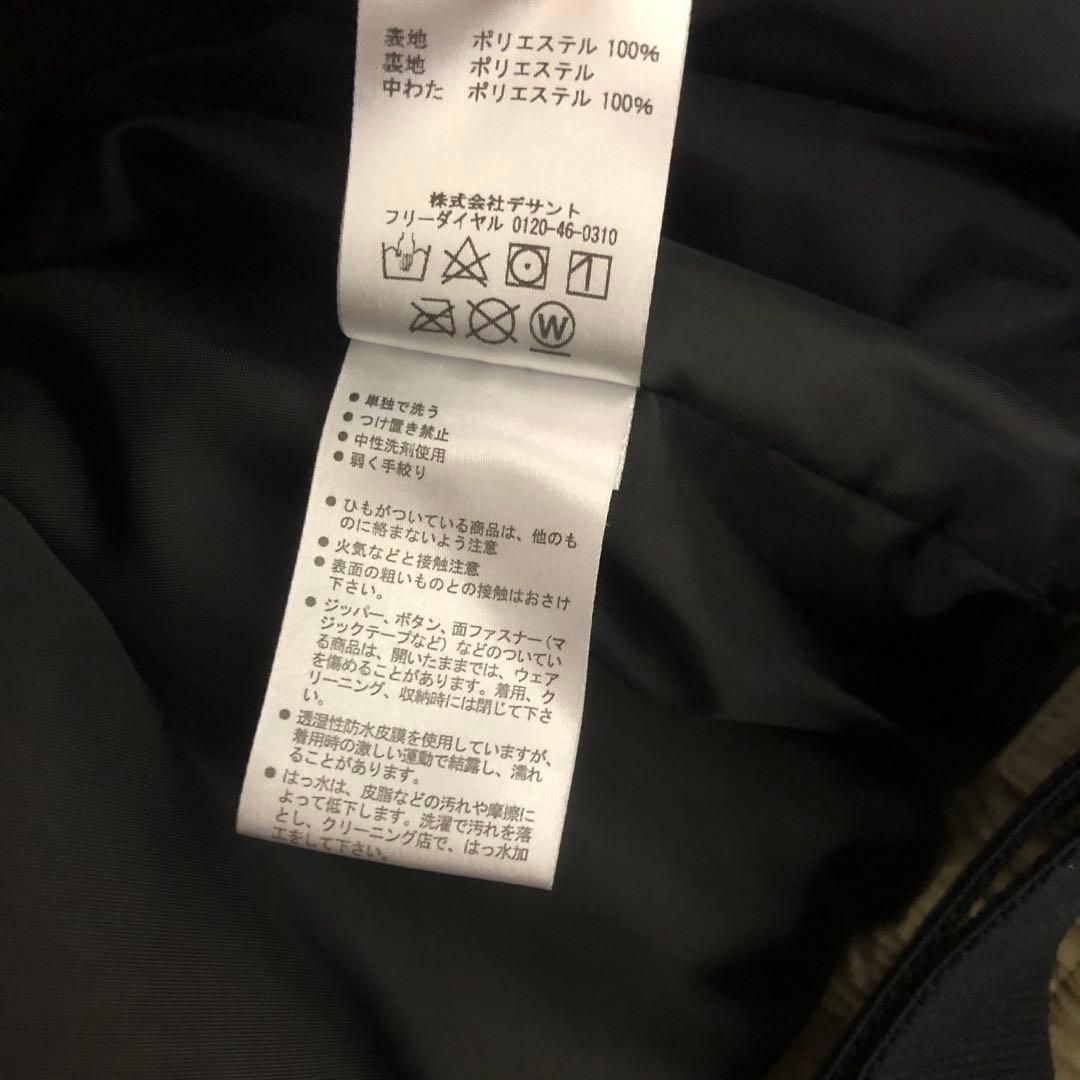 表地 ポリエステル 100%
裏地 ポリエステル
中わた ポリエステル 100%
株式会社デサント
フリーダイヤル 0120-46-0310
W
● 単独で洗う
● つけ置き禁止
● 中性洗剤使用
● 弱く手絞り
● ひもがついている商品は、他のも
のに絡まないよう注意
● 火気などと接触注意
● 表面の粗いものとの接触はおさけ
下さい。
● ジッパー、ボタン、面ファスナー(マ
ジックテープなど)などのついてい
る商品は、開いたままでは、ウェア
を傷めることがあります。着用、ク
リーニング、収納時には閉じて下さ
い。
● 透湿性防水皮膜を使用していますが、
着用時の激しい運動で結露し、濡れ
ることがあります。
● はっ水は、皮脂などの汚れや摩擦に
よって低下します。洗濯で汚れを落
とし、クリーニング店で、はっ水加
工をして下さい。